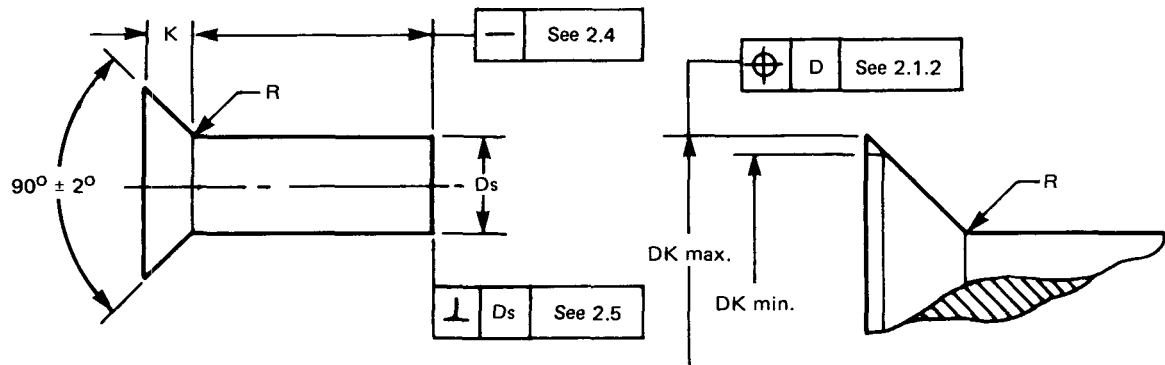 K
— See 2.4
R
90° ± 2°
Ds
⊥ Ds See 2.5
⌖ D See 2.1.2
R
DK max.
DK min.